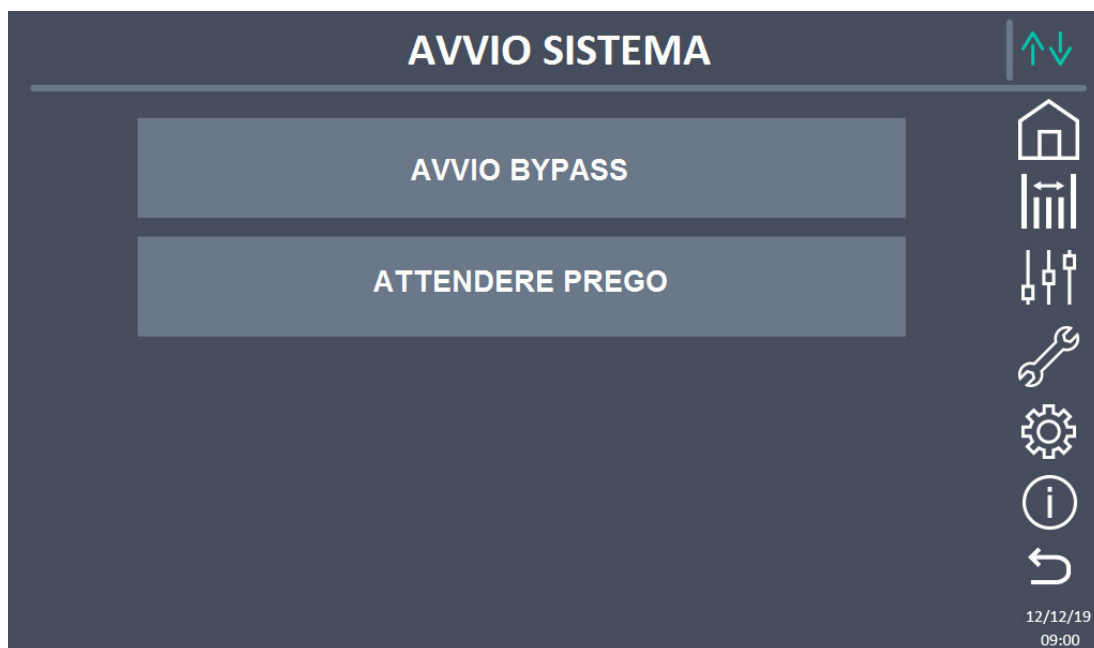 AVVIO SISTEMA
AVVIO BYPASS
ATTENDERE PREGO
12/12/19
09:00